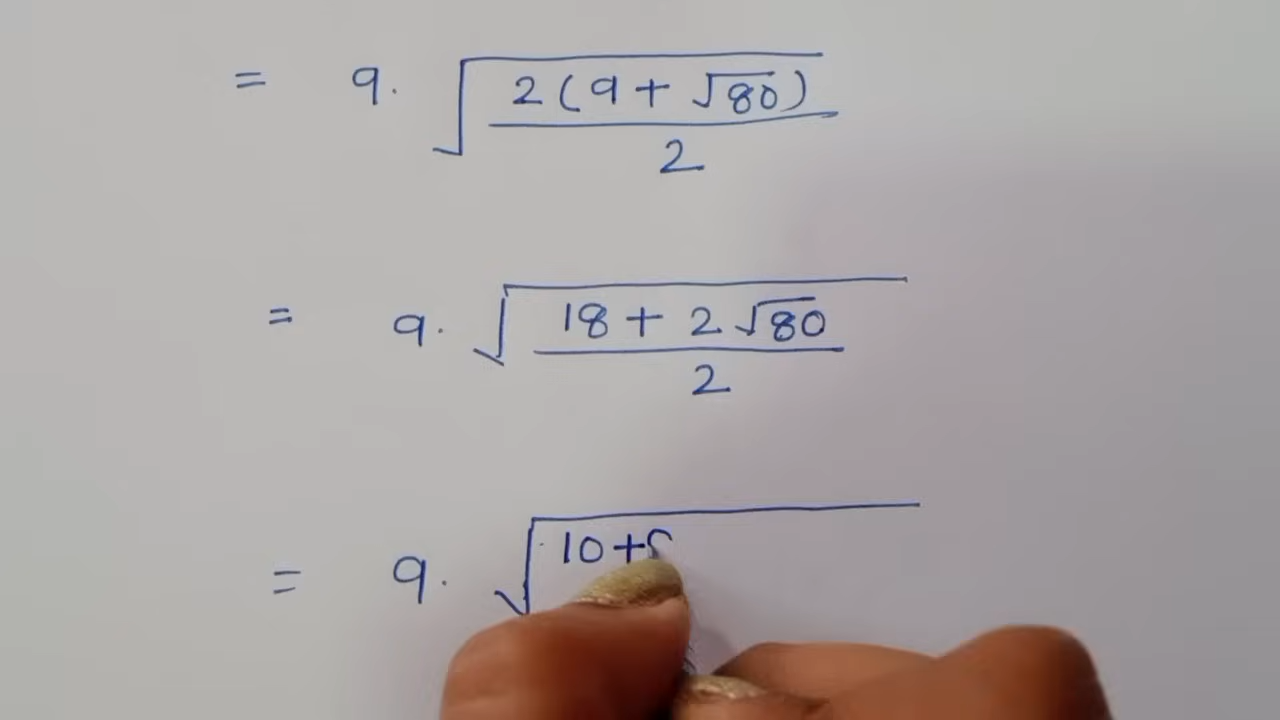 = 9. √(2(9+√80)/2)
= 9. √((18+2√80)/2)
= 9. √(10+